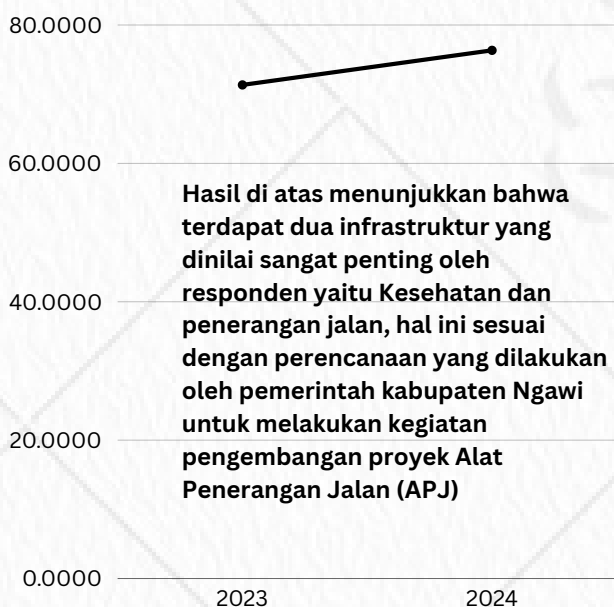 80.0000
60.0000
Hasil di atas menunjukkan bahwa
terdapat dua infrastruktur yang
dinilai sangat penting oleh
responden yaitu Kesehatan dan
penerangan jalan, hal ini sesuai
dengan perencanaan yang dilakukan
oleh pemerintah kabupaten Ngawi
untuk melakukan kegiatan
pengembangan proyek Alat
Penerangan Jalan (APJ)
40.0000
20.0000
0.0000
2023
2024